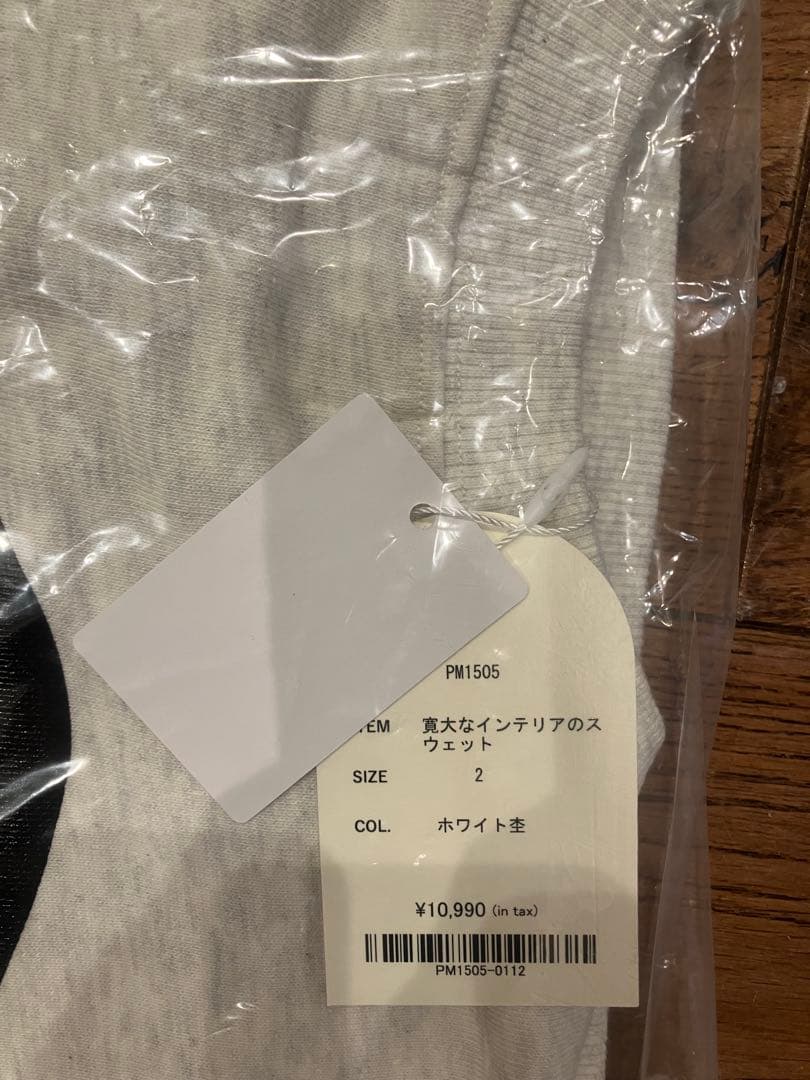 PM1505
TEM 寛大なインテリアのス
ウェット
SIZE 2
COL. ホワイト杢
¥10,990 (in tax)
PM1505-0112